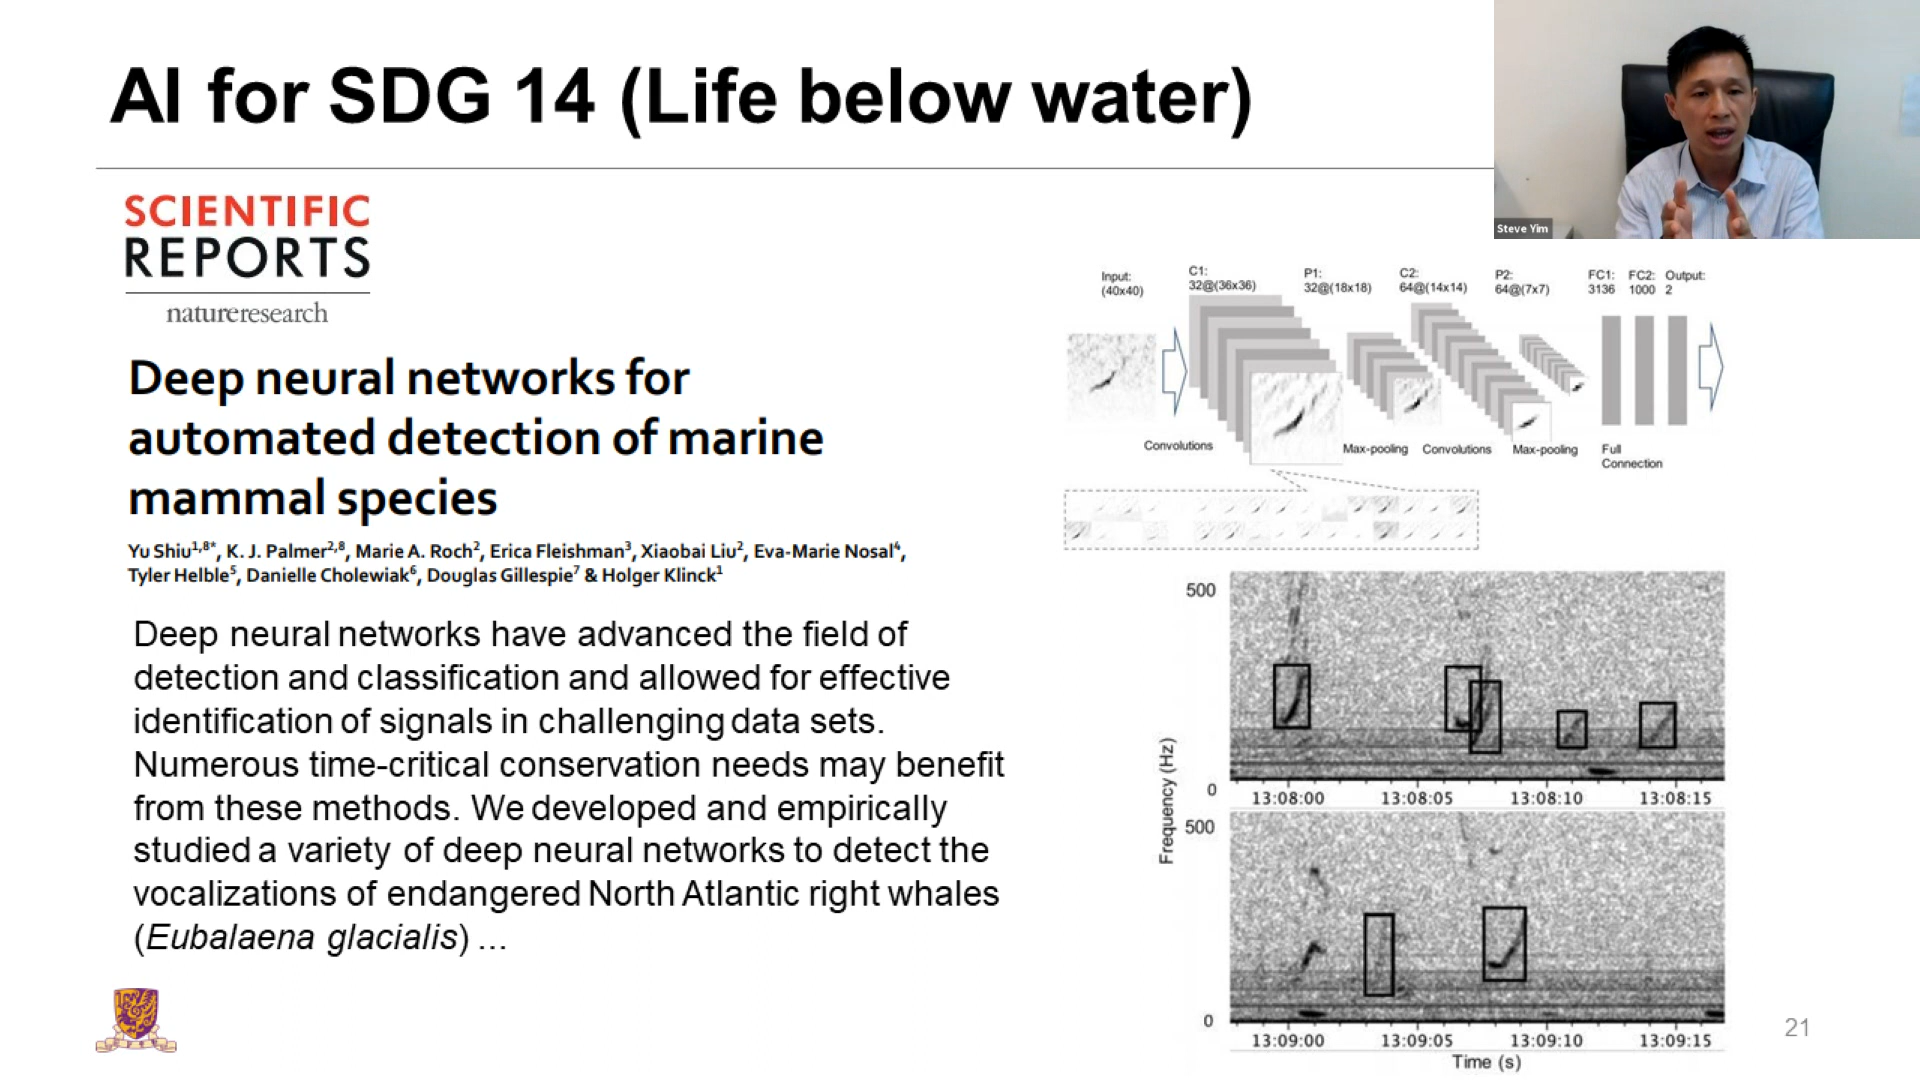 AI for SDG 14 (Life below water)
Steve Yim
SCIENTIFIC
REPORTS
natureresearch
Deep neural networks for
automated detection of marine
mammal species
Yu Shiu1,8*, K. J. Palmer2,8, Marie A. Roch2, Erica Fleishman3, Xiaobai Liu2, Eva-Marie Nosal4,
Tyler Helble5, Danielle Cholewiak6, Douglas Gillespie7 & Holger Klinck1
Deep neural networks have advanced the field of
detection and classification and allowed for effective
identification of signals in challenging data sets.
Numerous time-critical conservation needs may benefit
from these methods. We developed and empirically
studied a variety of deep neural networks to detect the
vocalizations of endangered North Atlantic right whales
(Eubalaena glacialis) ...
Input:
(40x40)
C1:
32@(36x36)
P1:
32@(18x18)
C2:
64@(14x14)
P2:
64@(7x7)
FC1:
3136
FC2:
1000
Output:
2
Convolutions
Max-pooling
Convolutions
Max-pooling
Full
Connection
Frequency (Hz)
500
0
13:08:00 13:08:05 13:08:10 13:08:15
500
0
13:09:00 13:09:05 13:09:10 13:09:15
Time (s)
21